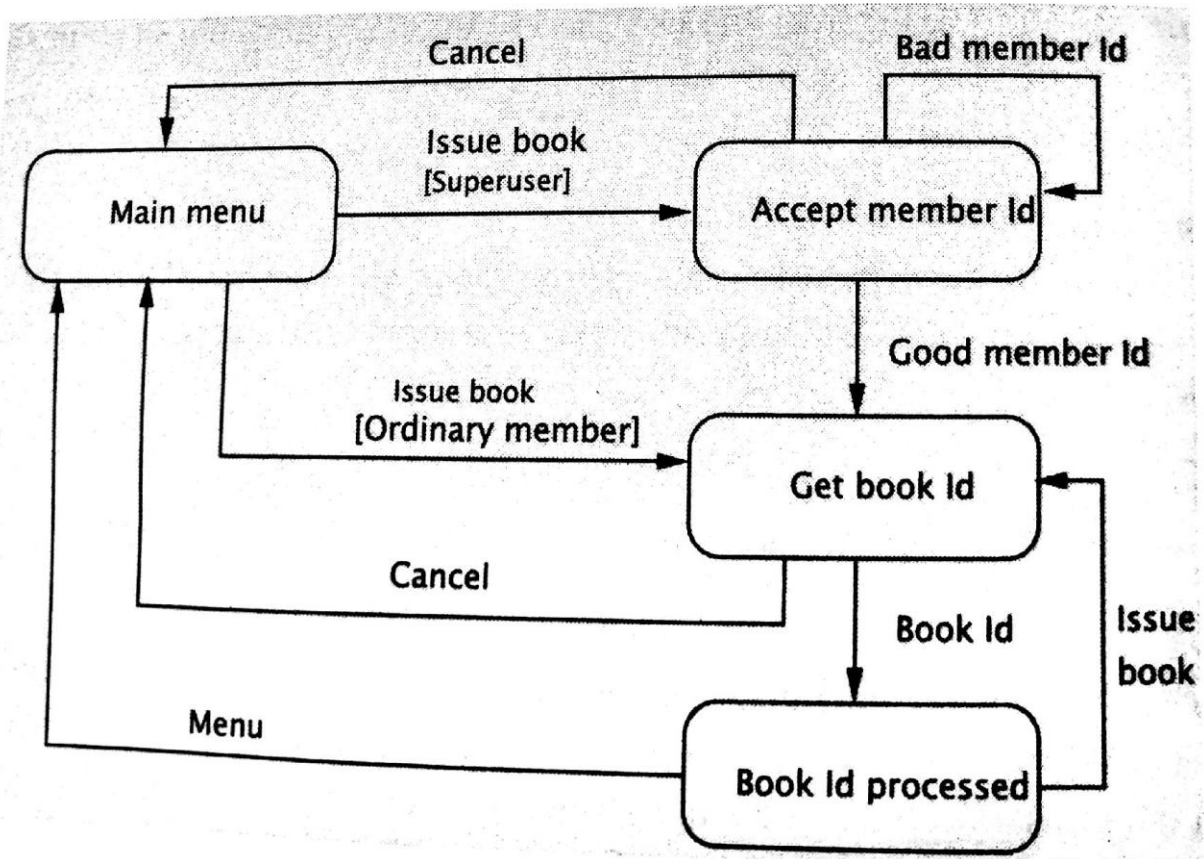 Cancel
Bad member Id
Issue book
[Superuser]
Main menu
Accept member Id
Good member Id
Issue book
[Ordinary member]
Get book Id
Cancel
Book Id
Issue
book
Menu
Book Id processed